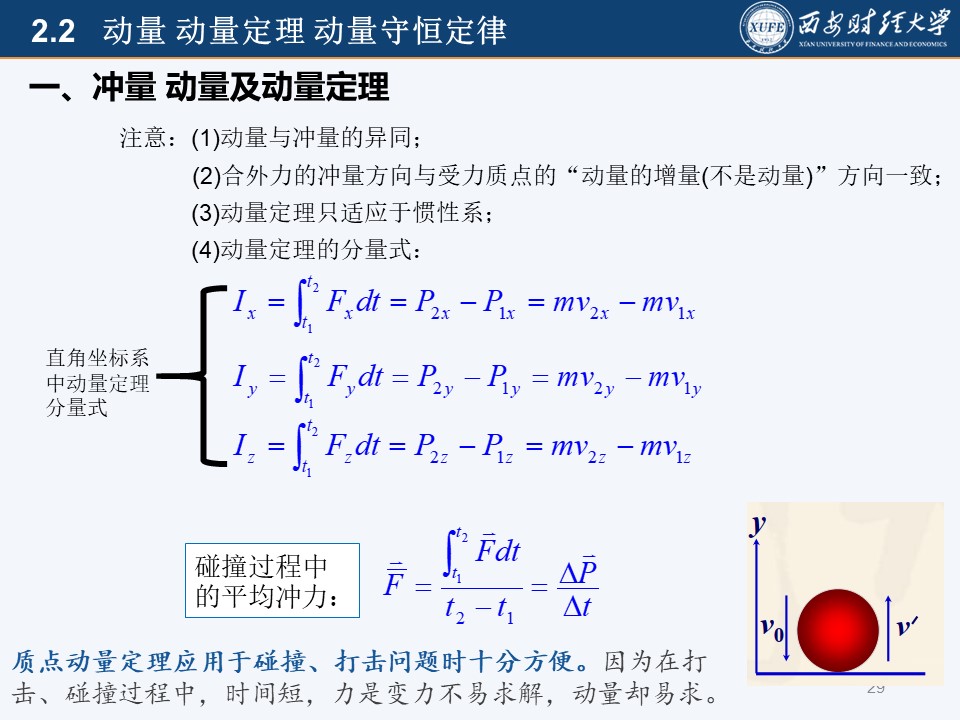 2.2 动量 动量定理 动量守恒定律
XUFE
西安财经大学
XI'AN UNIVERSITY OF FINANCE AND ECONOMICS
一、冲量 动量及动量定理
注意：(1)动量与冲量的异同；
(2)合外力的冲量方向与受力质点的“动量的增量(不是动量)”方向一致；
(3)动量定理只适应于惯性系；
(4)动量定理的分量式：
I_x = ∫_{t_1}^{t_2} F_x dt = P_{2x} − P_{1x} = mv_{2x} − mv_{1x}
直角坐标系
中动量定理
分量式
I_y = ∫_{t_1}^{t_2} F_y dt = P_{2y} − P_{1y} = mv_{2y} − mv_{1y}
I_z = ∫_{t_1}^{t_2} F_z dt = P_{2z} − P_{1z} = mv_{2z} − mv_{1z}
碰撞过程中
的平均冲力：
\overline{\vec{F}} = \frac{∫_{t_1}^{t_2} \vec{F} dt}{t_2 − t_1} = \frac{Δ\vec{P}}{Δt}
y
v_0
v′
质点动量定理应用于碰撞、打击问题时十分方便。因为在打
击、碰撞过程中，时间短，力是变力不易求解，动量却易求。
29